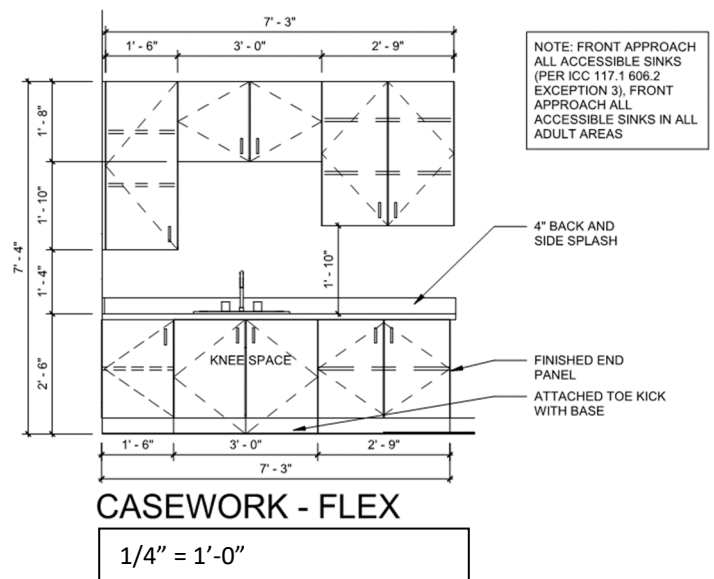 7' - 3"
1' - 6" 3' - 0" 2' - 9"
NOTE: FRONT APPROACH
ALL ACCESSIBLE SINKS
(PER ICC 117.1 606.2
EXCEPTION 3), FRONT
APPROACH ALL
ACCESSIBLE SINKS IN ALL
ADULT AREAS
1' - 8"
1' - 10"
7' - 4"
1' - 4"
1' - 10"
4" BACK AND
SIDE SPLASH
2' - 6"
KNEE SPACE
FINISHED END
PANEL
ATTACHED TOE KICK
WITH BASE
1' - 6" 3' - 0" 2' - 9"
7' - 3"
CASEWORK - FLEX
1/4” = 1’-0”